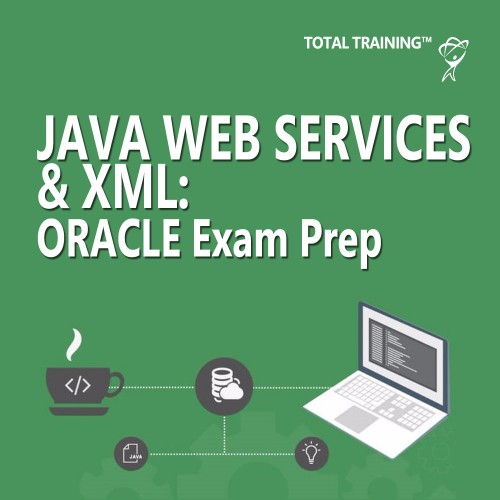 TOTAL TRAINING™
JAVA WEB SERVICES
& XML:
ORACLE Exam Prep
</>
JAVA